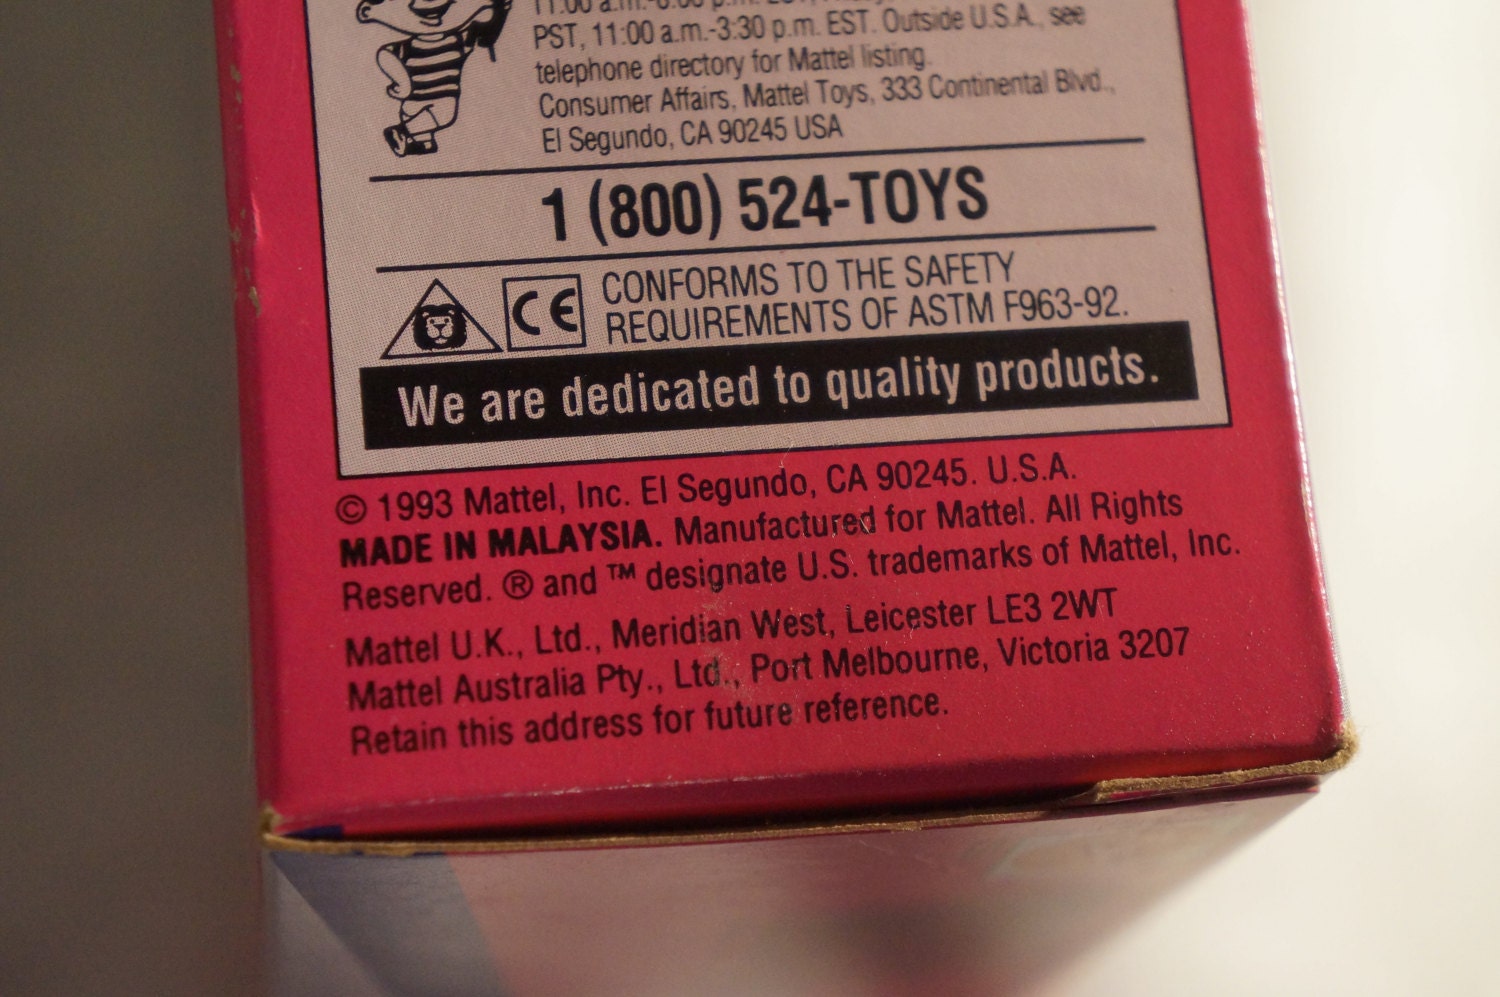 11:00 a.m.
PST, 11:00 a.m.-3:30 p.m. EST. Outside U.S.A., see
telephone directory for Mattel listing.
Consumer Affairs, Mattel Toys, 333 Continental Blvd.,
El Segundo, CA 90245 USA
1 (800) 524-TOYS
CE
CONFORMS TO THE SAFETY
REQUIREMENTS OF ASTM F963-92.
We are dedicated to quality products.
© 1993 Mattel, Inc. El Segundo, CA 90245. U.S.A.
MADE IN MALAYSIA. Manufactured for Mattel. All Rights
Reserved. ® and ™ designate U.S. trademarks of Mattel, Inc.
Mattel U.K., Ltd., Meridian West, Leicester LE3 2WT
Mattel Australia Pty., Ltd., Port Melbourne, Victoria 3207
Retain this address for future reference.